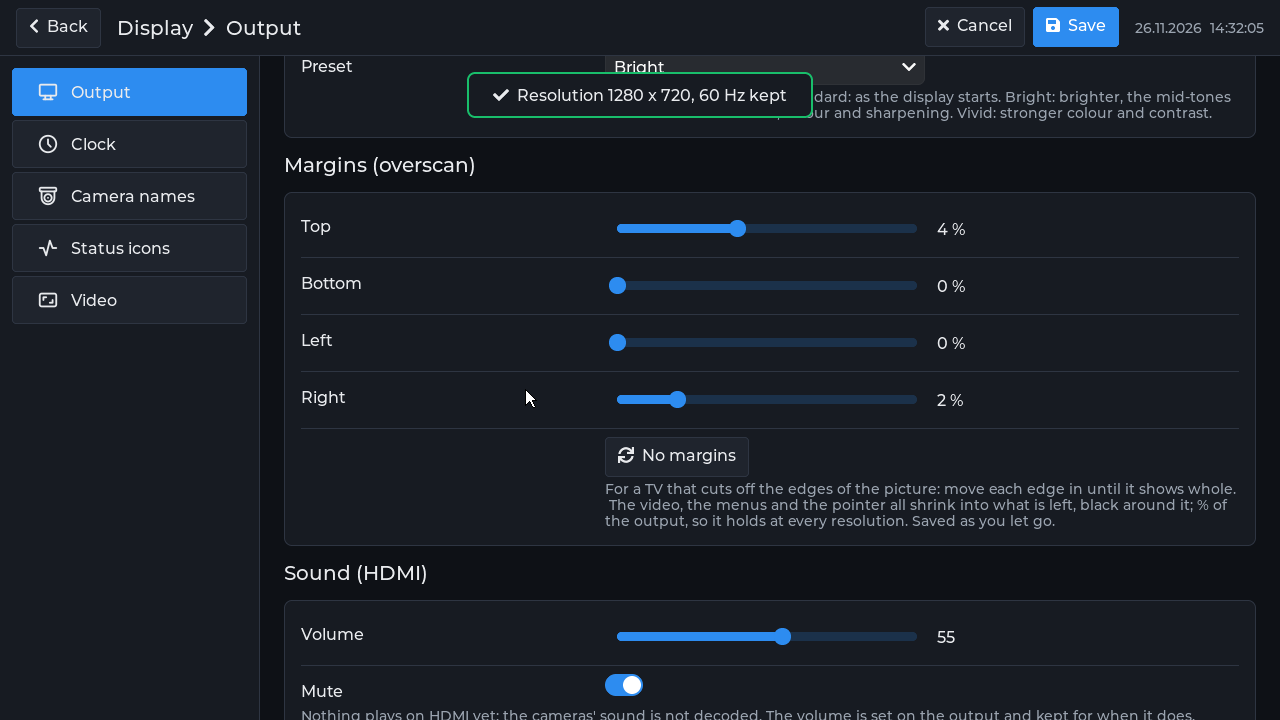 Back
Display > Output
Cancel
Save
26.11.2026 14:32:05
Output
Clock
Camera names
Status icons
Video
Preset
Bright
Resolution 1280 x 720, 60 Hz kept
as the display starts. Bright: brighter, the mid-tones
and sharpening. Vivid: stronger colour and contrast.
Margins (overscan)
Top
4 %
Bottom
0 %
Left
0 %
Right
2 %
No margins
For a TV that cuts off the edges of the picture: move each edge in until it shows whole.
The video, the menus and the pointer all shrink into what is left, black around it; % of
the output, so it holds at every resolution. Saved as you let go.
Sound (HDMI)
Volume
55
Mute
Nothing plays on HDMI yet: the cameras' sound is not decoded. The volume is set on the output and kept for when it does.